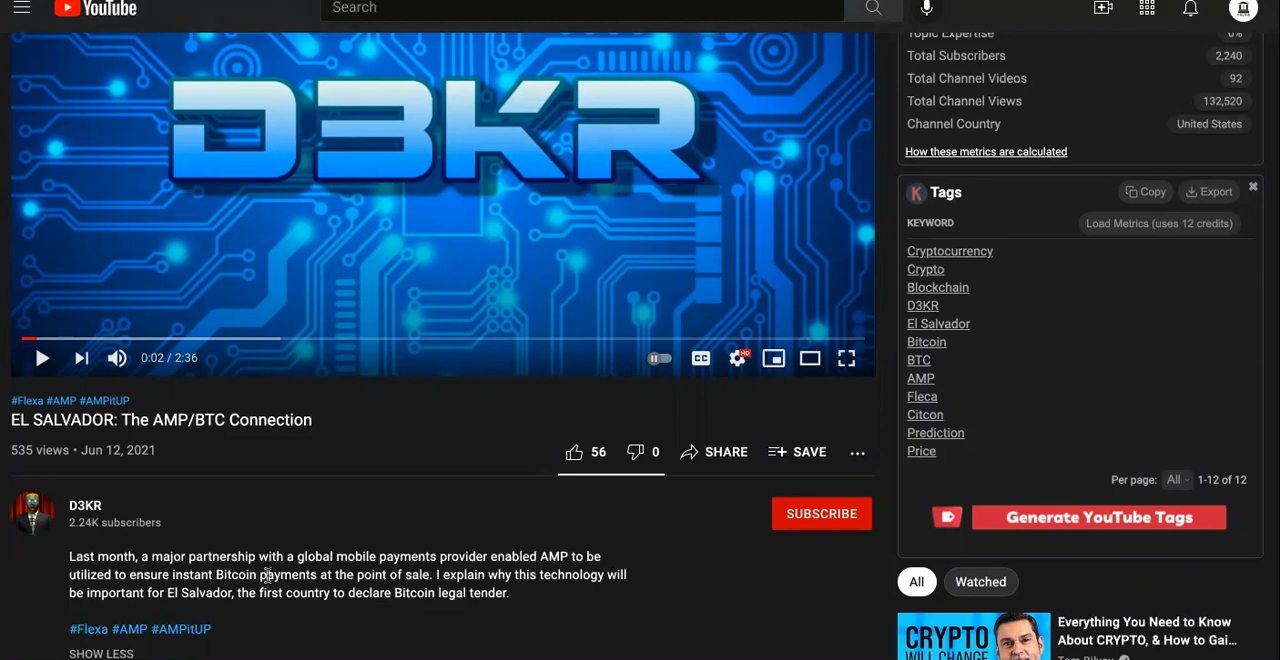 YouTube
Search
D3KR
0:02 / 2:36
CC
HD
#Flexa #AMP #AMPitUP
EL SALVADOR: The AMP/BTC Connection
535 views • Jun 12, 2021
56
0
SHARE
SAVE
D3KR
2.24K subscribers
SUBSCRIBE
Last month, a major partnership with a global mobile payments provider enabled AMP to be
utilized to ensure instant Bitcoin payments at the point of sale. I explain why this technology will
be important for El Salvador, the first country to declare Bitcoin legal tender.
#Flexa #AMP #AMPitUP
SHOW LESS
Topic Expertise 0%
Total Subscribers 2,240
Total Channel Videos 92
Total Channel Views 132,520
Channel Country United States
How these metrics are calculated
K Tags Copy Export
KEYWORD Load Metrics (uses 12 credits)
Cryptocurrency
Crypto
Blockchain
D3KR
El Salvador
Bitcoin
BTC
AMP
Fleca
Citcon
Prediction
Price
Per page: All 1-12 of 12
Generate YouTube Tags
All Watched
CRYPTO
WILL CHANGE
Everything You Need to Know
About CRYPTO, & How to Gai...
Tom Bilyeu